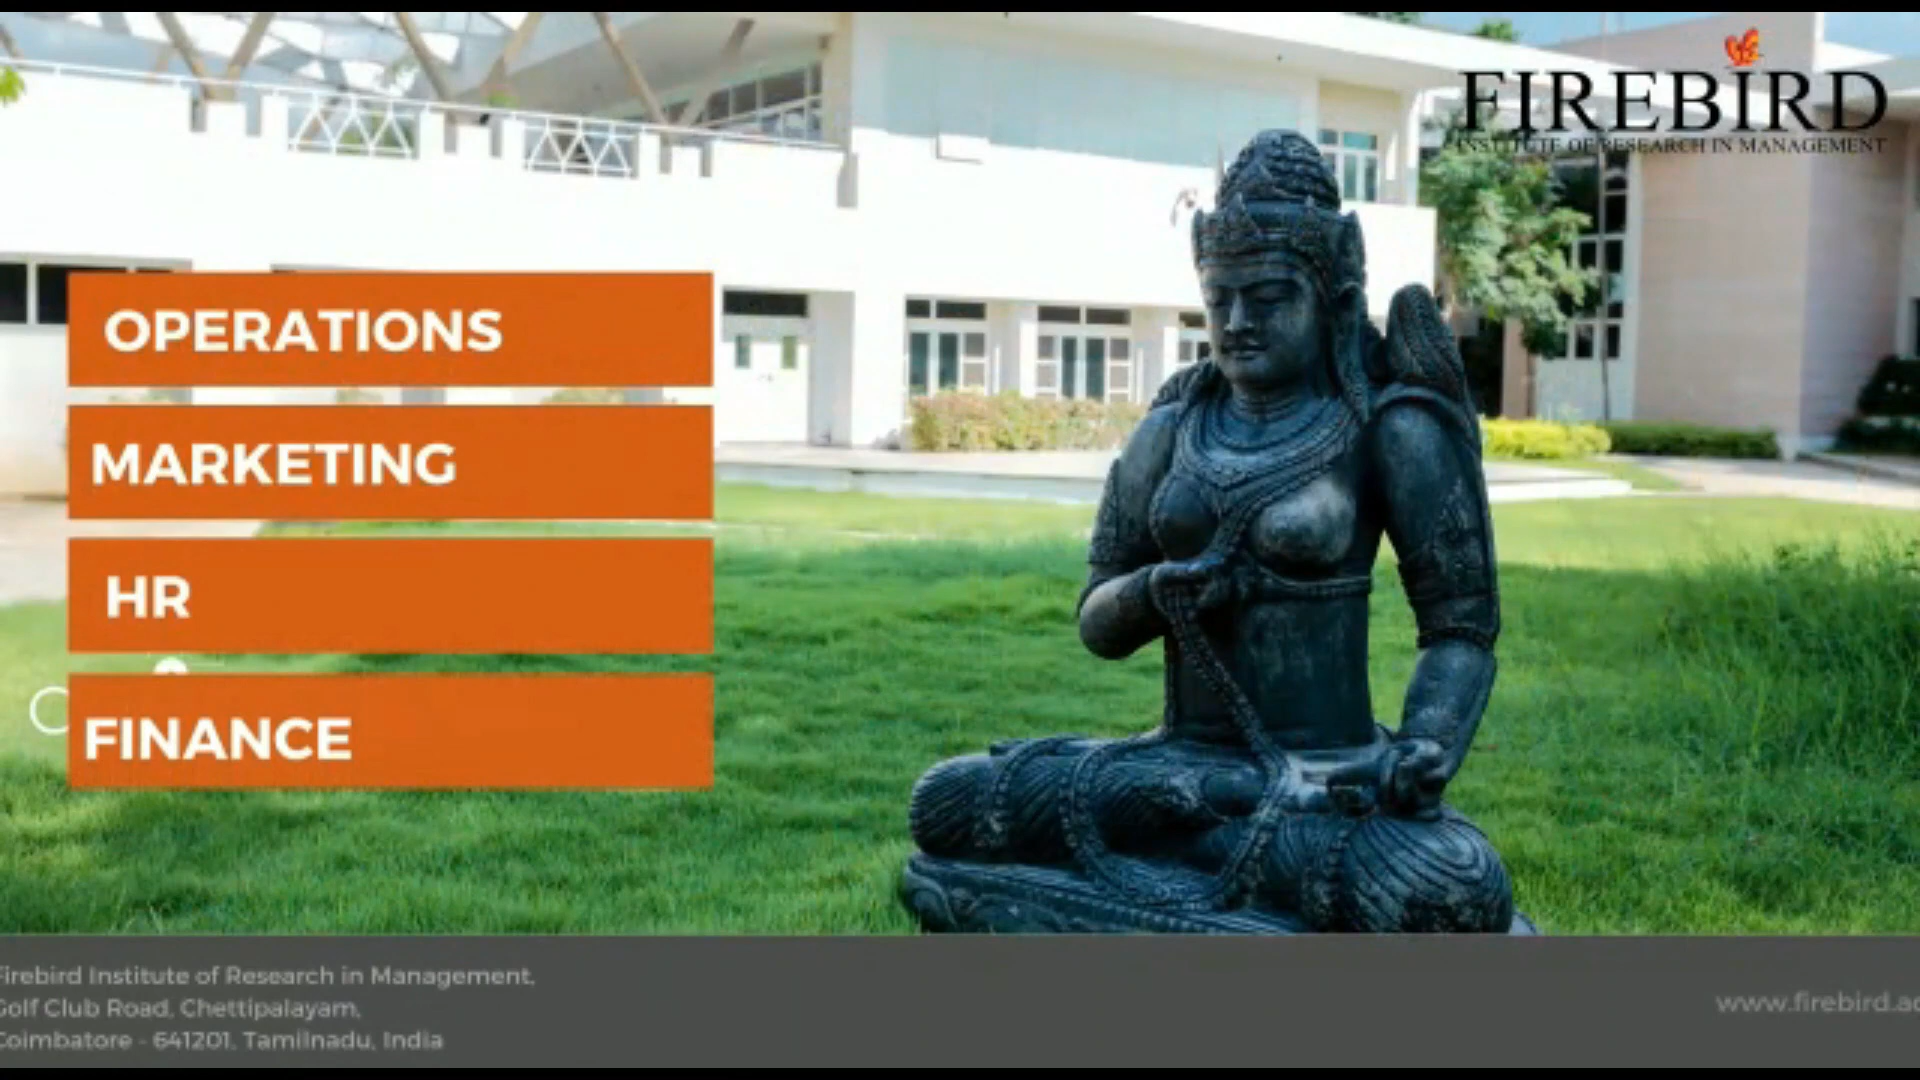 FIREBIRD
INSTITUTE OF RESEARCH IN MANAGEMENT
OPERATIONS
MARKETING
HR
FINANCE
Firebird Institute of Research in Management,
Golf Club Road, Chettipalayam,
Coimbatore - 641201, Tamilnadu, India
www.firebird.ac